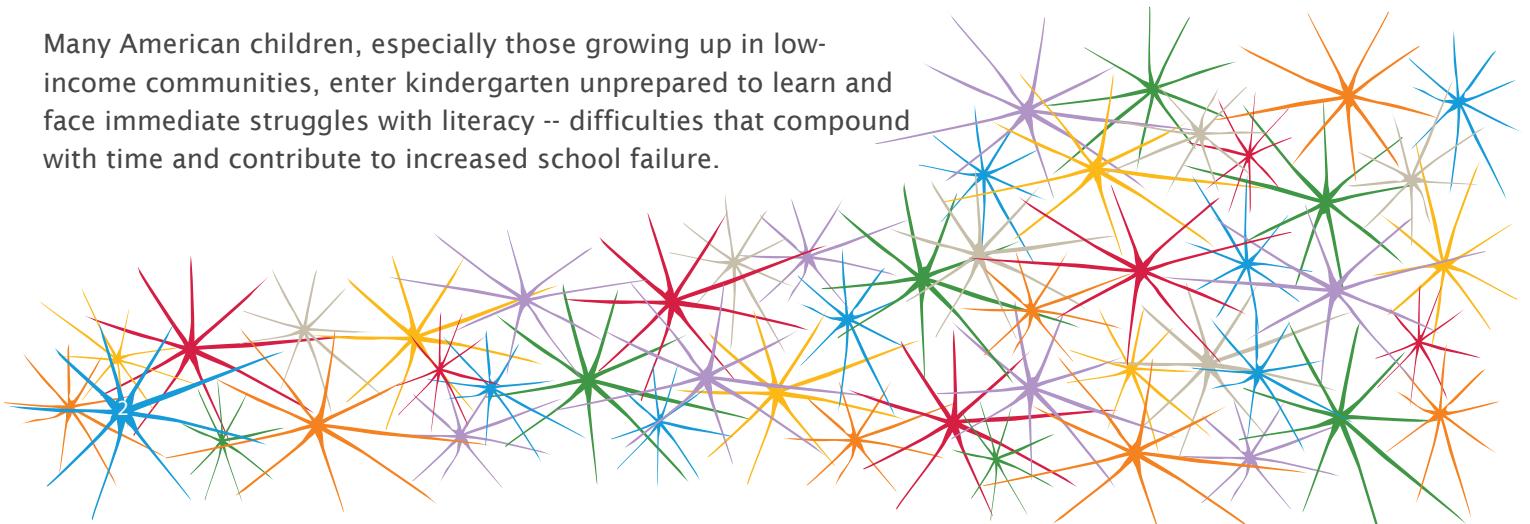 Many American children, especially those growing up in low-
income communities, enter kindergarten unprepared to learn and
face immediate struggles with literacy -- difficulties that compound
with time and contribute to increased school failure.
2